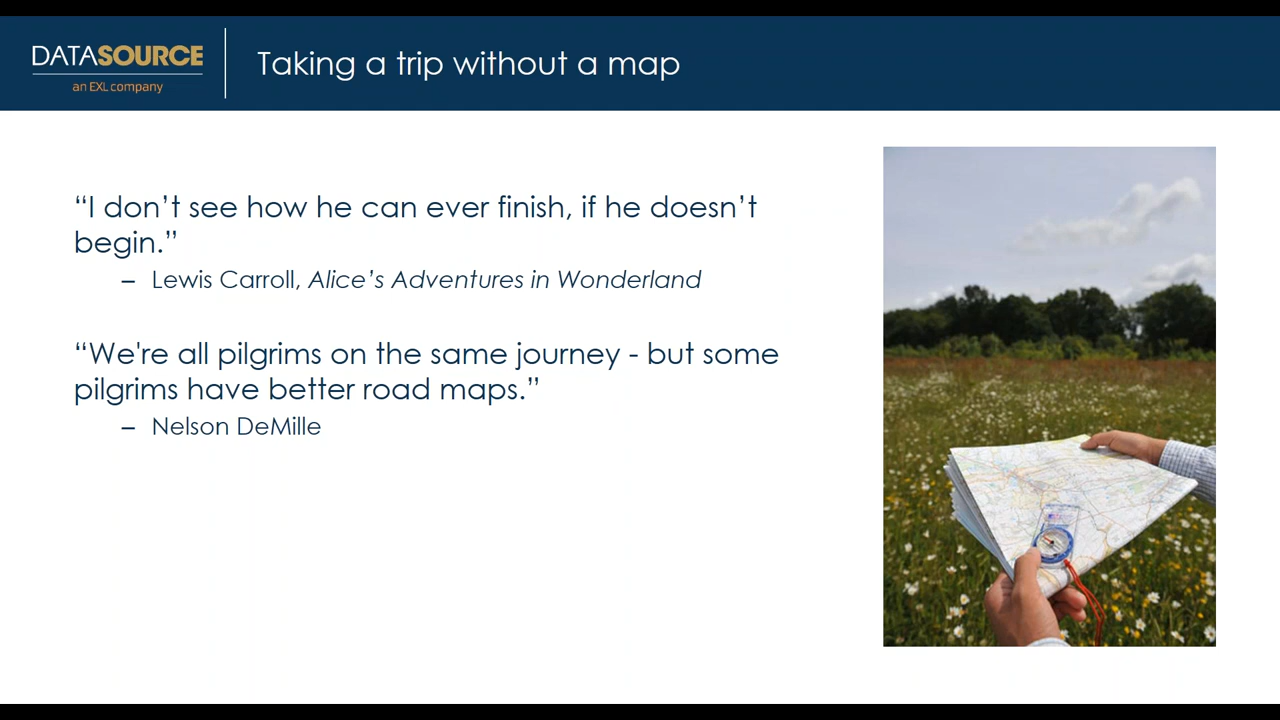 DATASOURCE
an EXL company
Taking a trip without a map
“I don’t see how he can ever finish, if he doesn’t
begin.”
– Lewis Carroll, Alice’s Adventures in Wonderland
“We're all pilgrims on the same journey - but some
pilgrims have better road maps.”
– Nelson DeMille